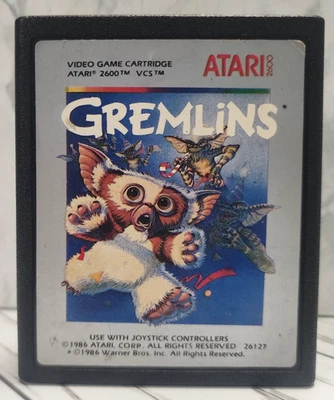 VIDEO GAME CARTRIDGE
ATARI® 2600™ VCS™
ATARI 2600
GREMLiNS
USE WITH JOYSTICK CONTROLLERS
©1986 ATARI, CORP. ALL RIGHTS RESERVED 26127
©1986 Warner Bros. Inc. All Rights Reserved.